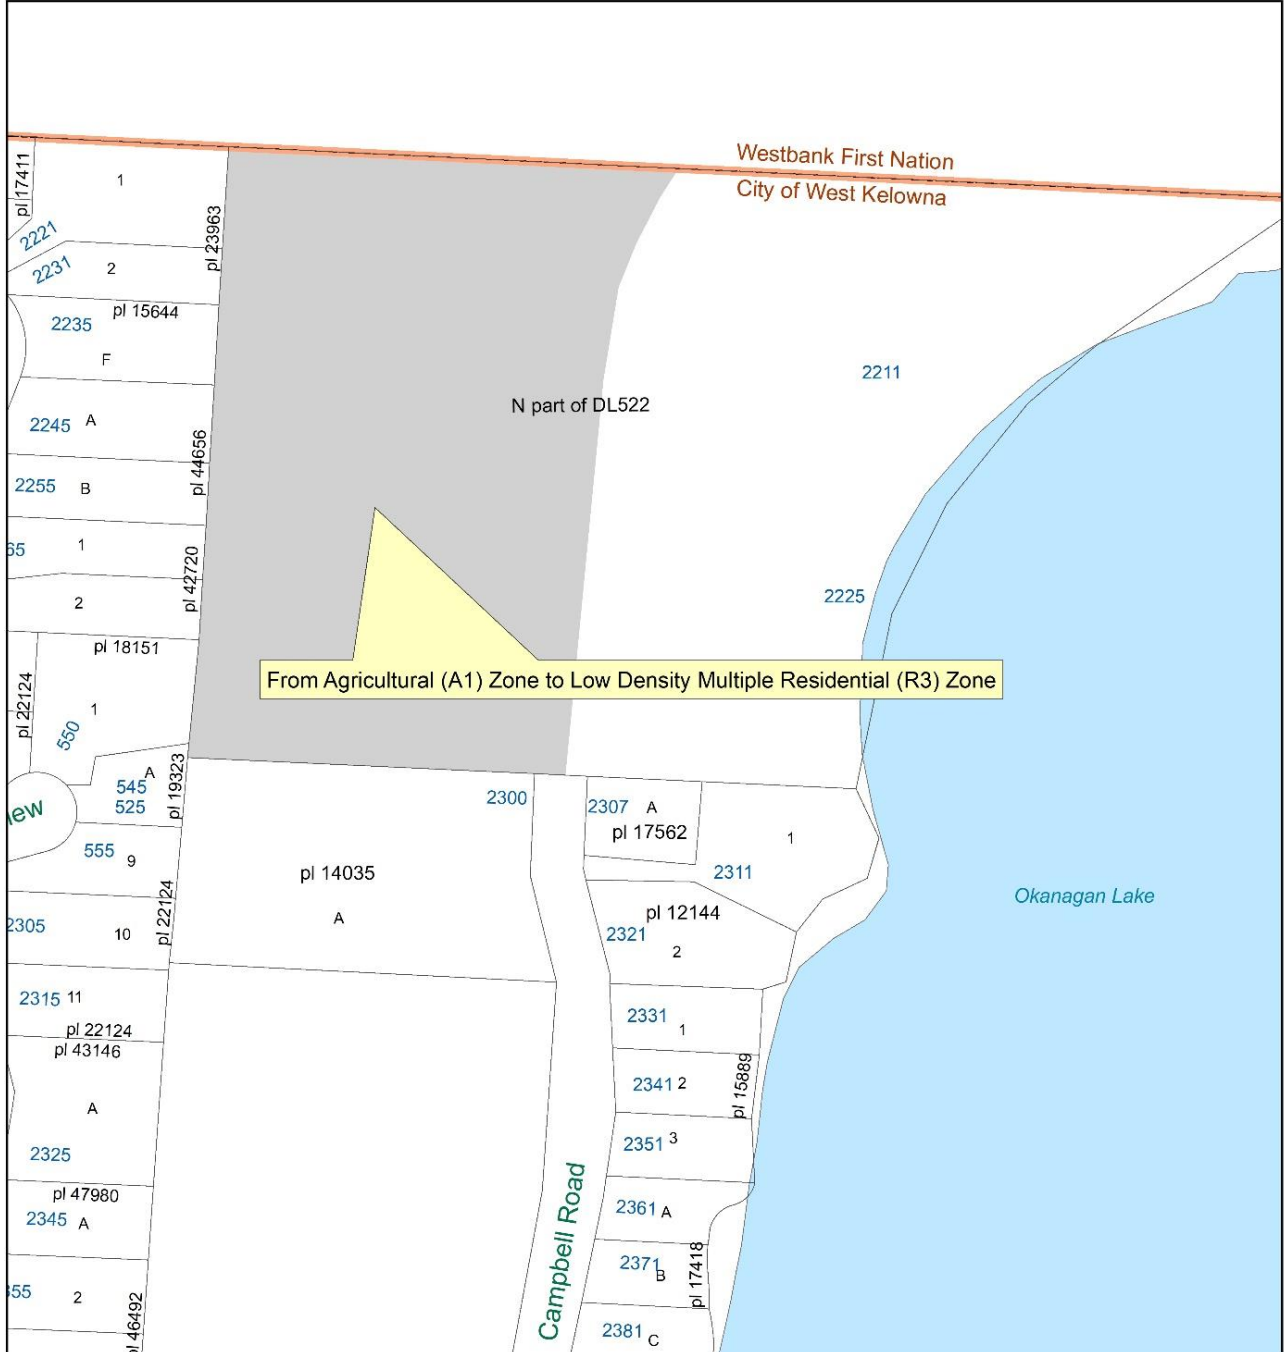 Westbank First Nation
City of West Kelowna
pl 17411
1
2221
pl 23963
2231
2
pl 15644
2235
F
2211
N part of DL522
2245
A
pl 44656
2255
B
65
1
pl 42720
2225
2
pl 18151
From Agricultural (A1) Zone to Low Density Multiple Residential (R3) Zone
pl 22124
1
550
A
545
525
pl 19323
2300
2307
A
iew
pl 17562
1
555
9
pl 14035
2311
Okanagan Lake
A
pl 12144
2305
10
pl 22124
2321
2
2315
11
pl 22124
2331
1
pl 43146
2341
2
pl 15889
A
2351
3
2325
pl 47980
2361
A
2345
A
Campbell Road
2371
B
pl 17418
355
2
pl 46492
2381
C